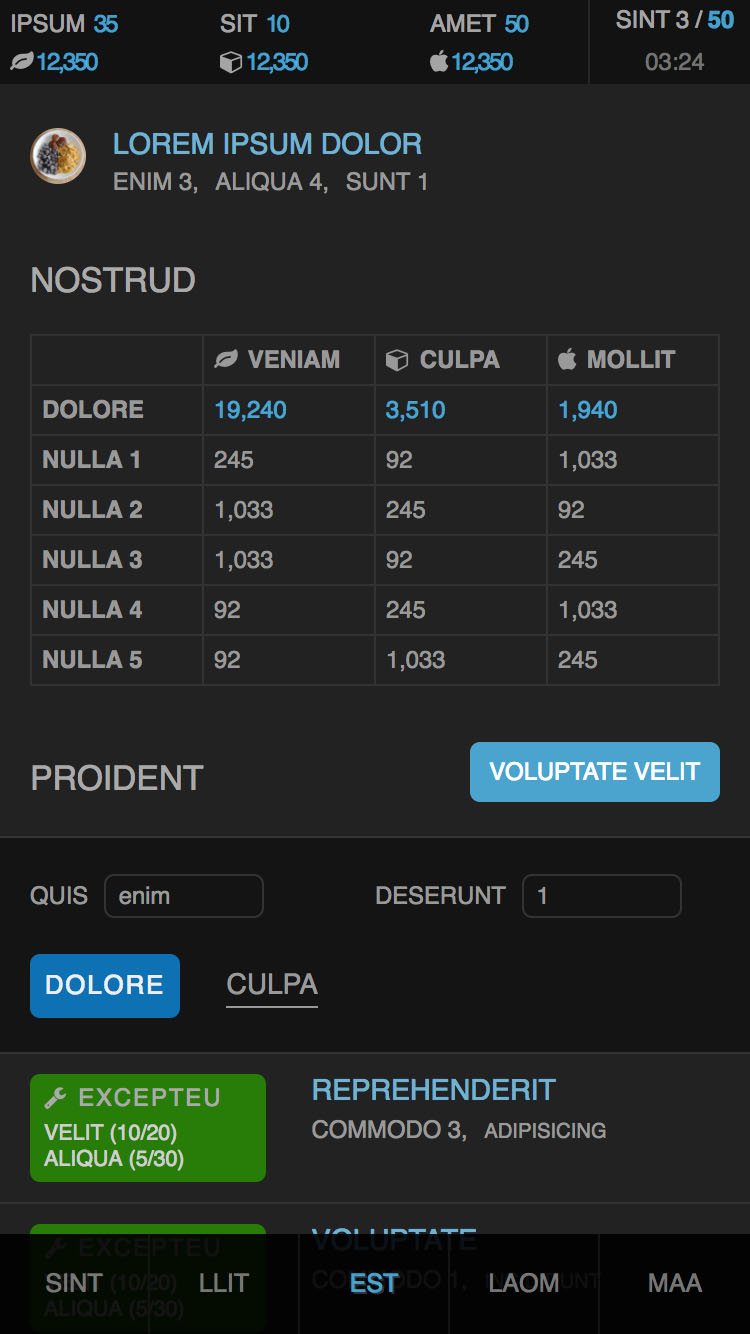 IPSUM 35 SIT 10 AMET 50 SINT 3 / 50
12,350 12,350 12,350 03:24
LOREM IPSUM DOLOR
ENIM 3, ALIQUA 4, SUNT 1
NOSTRUD
VENIAM CULPA MOLLIT
DOLORE 19,240 3,510 1,940
NULLA 1 245 92 1,033
NULLA 2 1,033 245 92
NULLA 3 1,033 92 245
NULLA 4 92 245 1,033
NULLA 5 92 1,033 245
PROIDENT VOLUPTATE VELIT
QUIS enim DESERUNT 1
DOLORE CULPA
EXCEPTEU REPREHENDERIT
VELIT (10/20) COMMODO 3, ADIPISICING
ALIQUA (5/30)
EXCEPTEU VOLUPTATE
(10/20) COMMODO 1,
SINT LLIT EST LAOM MAA
ALIQUA (5/30)